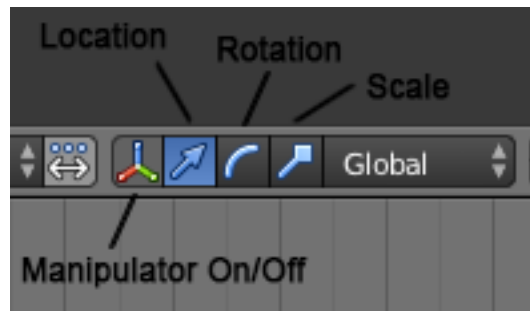 Location
Rotation
Scale
Global
Manipulator On/Off